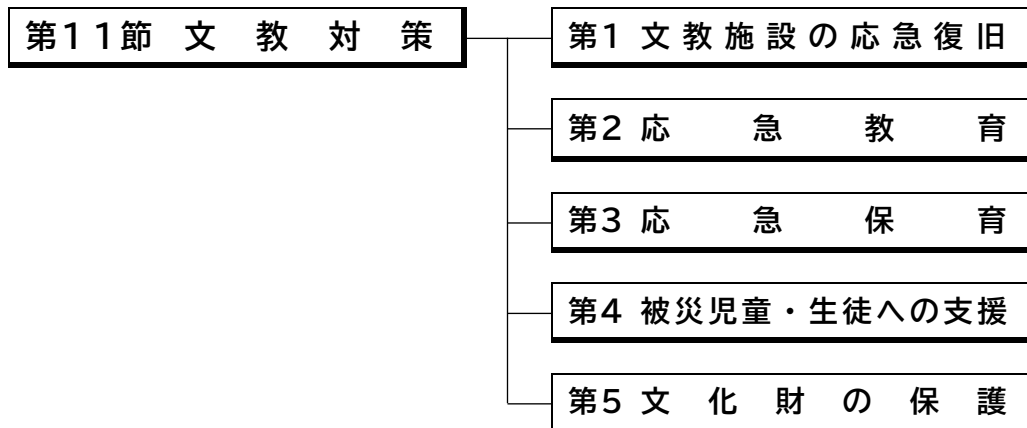 第11節 文教対策
第1 文教施設の応急復旧
第2 応急教育
第3 応急保育
第4 被災児童・生徒への支援
第5 文化財の保護